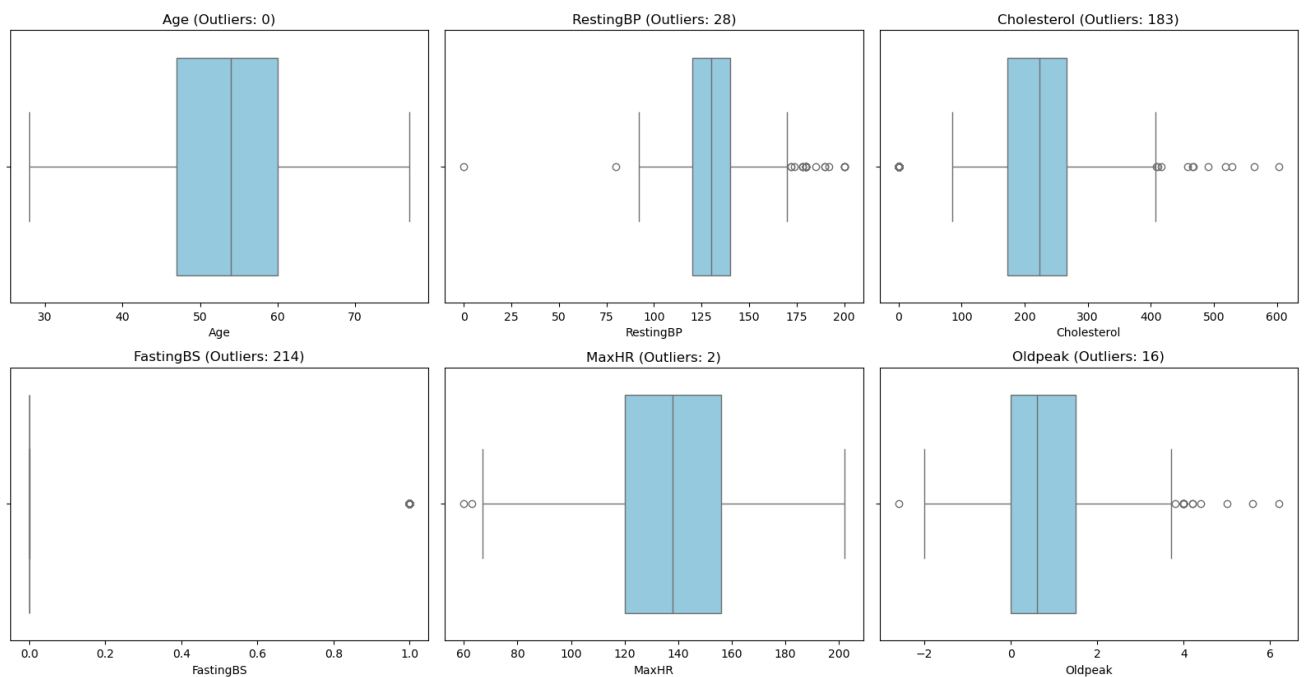 Age (Outliers: 0)
30 40 50 60 70
Age
RestingBP (Outliers: 28)
0 25 50 75 100 125 150 175 200
RestingBP
Cholesterol (Outliers: 183)
0 100 200 300 400 500 600
Cholesterol
FastingBS (Outliers: 214)
0.0 0.2 0.4 0.6 0.8 1.0
FastingBS
MaxHR (Outliers: 2)
60 80 100 120 140 160 180 200
MaxHR
Oldpeak (Outliers: 16)
−2 0 2 4 6
Oldpeak